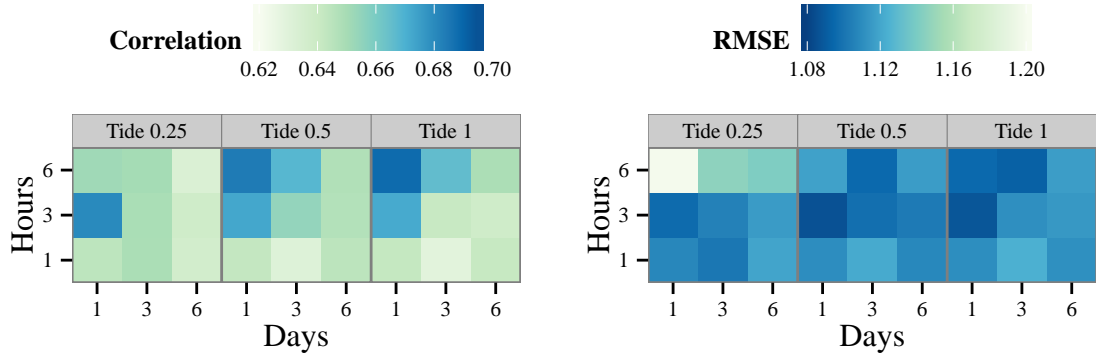 Correlation
0.62 0.64 0.66 0.68 0.70
Tide 0.25 Tide 0.5 Tide 1
Hours
6
3
1
1 3 6 1 3 6 1 3 6
Days
RMSE
1.08 1.12 1.16 1.20
Tide 0.25 Tide 0.5 Tide 1
Hours
6
3
1
1 3 6 1 3 6 1 3 6
Days